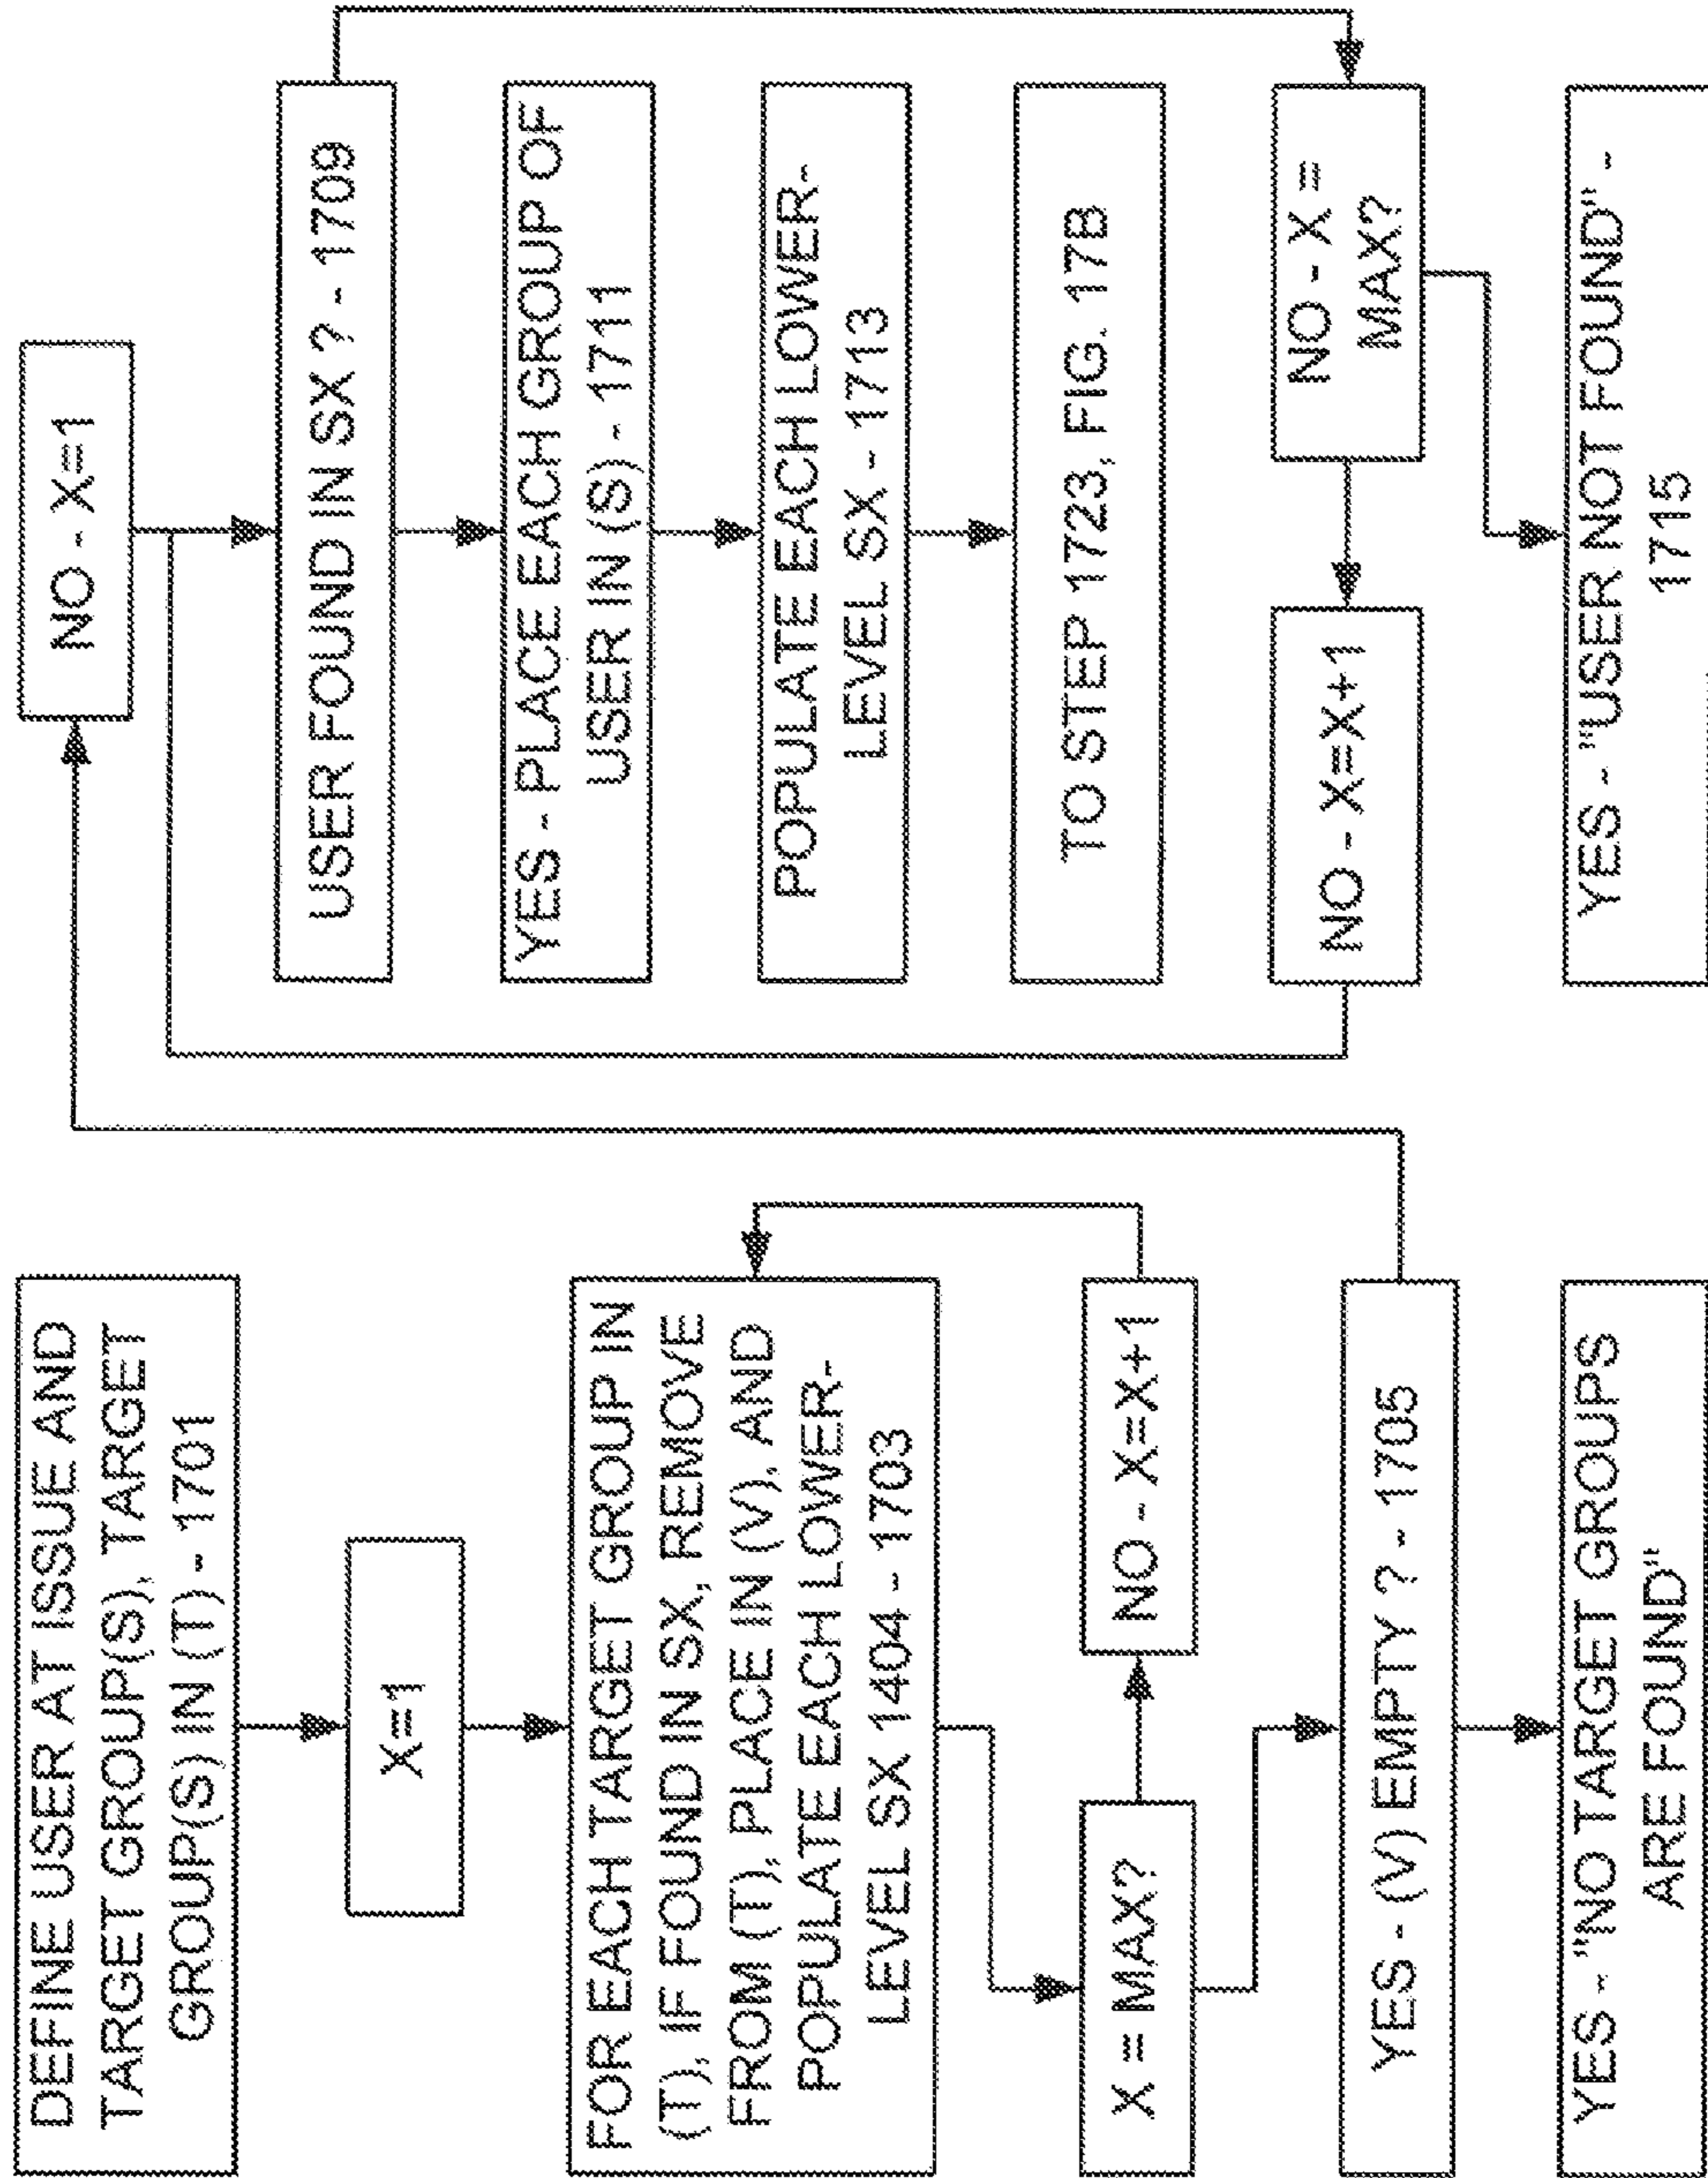 DEFINE USER AT ISSUE AND
TARGET GROUP(S), TARGET
GROUP(S) IN (T) - 1701
X=1
FOR EACH TARGET GROUP IN
(T), IF FOUND IN SX, REMOVE
FROM (T), PLACE IN (V), AND
POPULATE EACH LOWER-
LEVEL SX 1404 - 1703
X = MAX?
NO - X=X+1
YES - (V) EMPTY ? - 1705
YES - "NO TARGET GROUPS
ARE FOUND"
NO - X=1
USER FOUND IN SX ? - 1709
YES - PLACE EACH GROUP OF
USER IN (S) - 1711
POPULATE EACH LOWER-
LEVEL SX - 1713
TO STEP 1723, FIG. 17B
NO - X=X+1
NO - X =
MAX?
YES - "USER NOT FOUND" -
1715